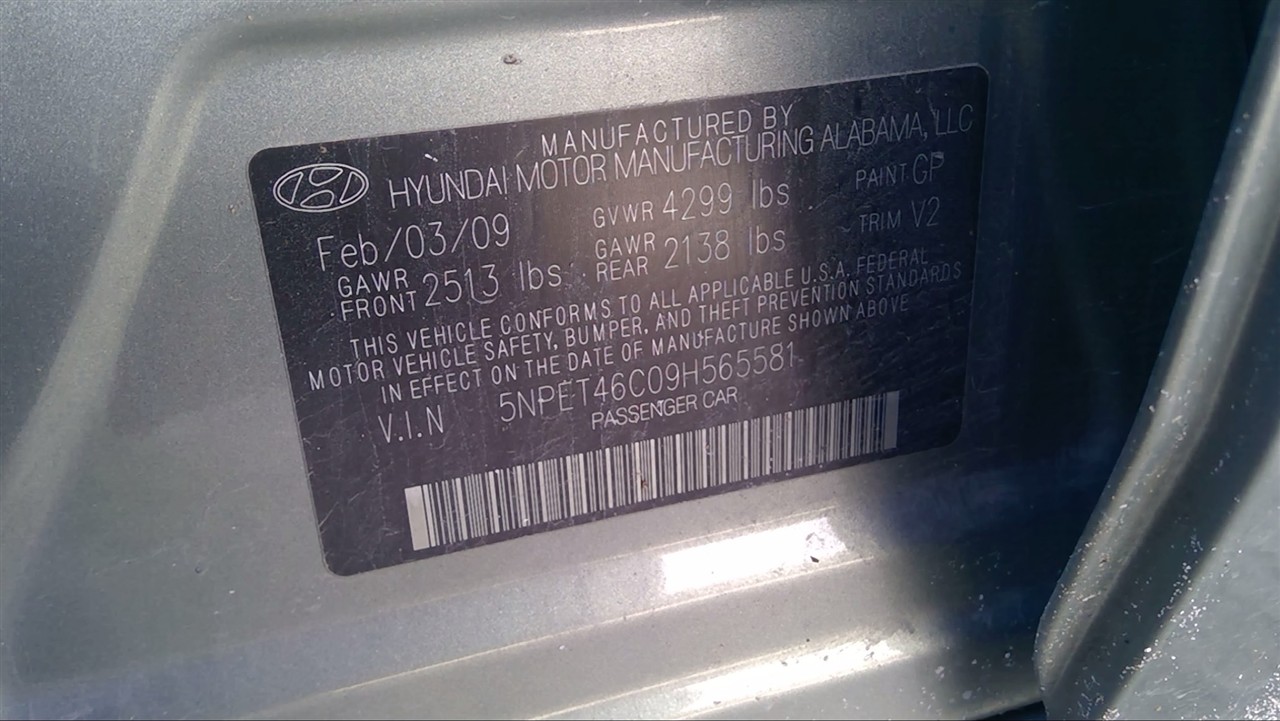 MANUFACTURED BY
HYUNDAI MOTOR MANUFACTURING ALABAMA, LLC
Feb/03/09 GVWR 4299 lbs PAINT GP
GAWR FRONT 2513 lbs GAWR REAR 2138 lbs TRIM V2
THIS VEHICLE CONFORMS TO ALL APPLICABLE U.S.A. FEDERAL
MOTOR VEHICLE SAFETY, BUMPER, AND THEFT PREVENTION STANDARDS
IN EFFECT ON THE DATE OF MANUFACTURE SHOWN ABOVE
V.I.N 5NPET46C09H565581
PASSENGER CAR